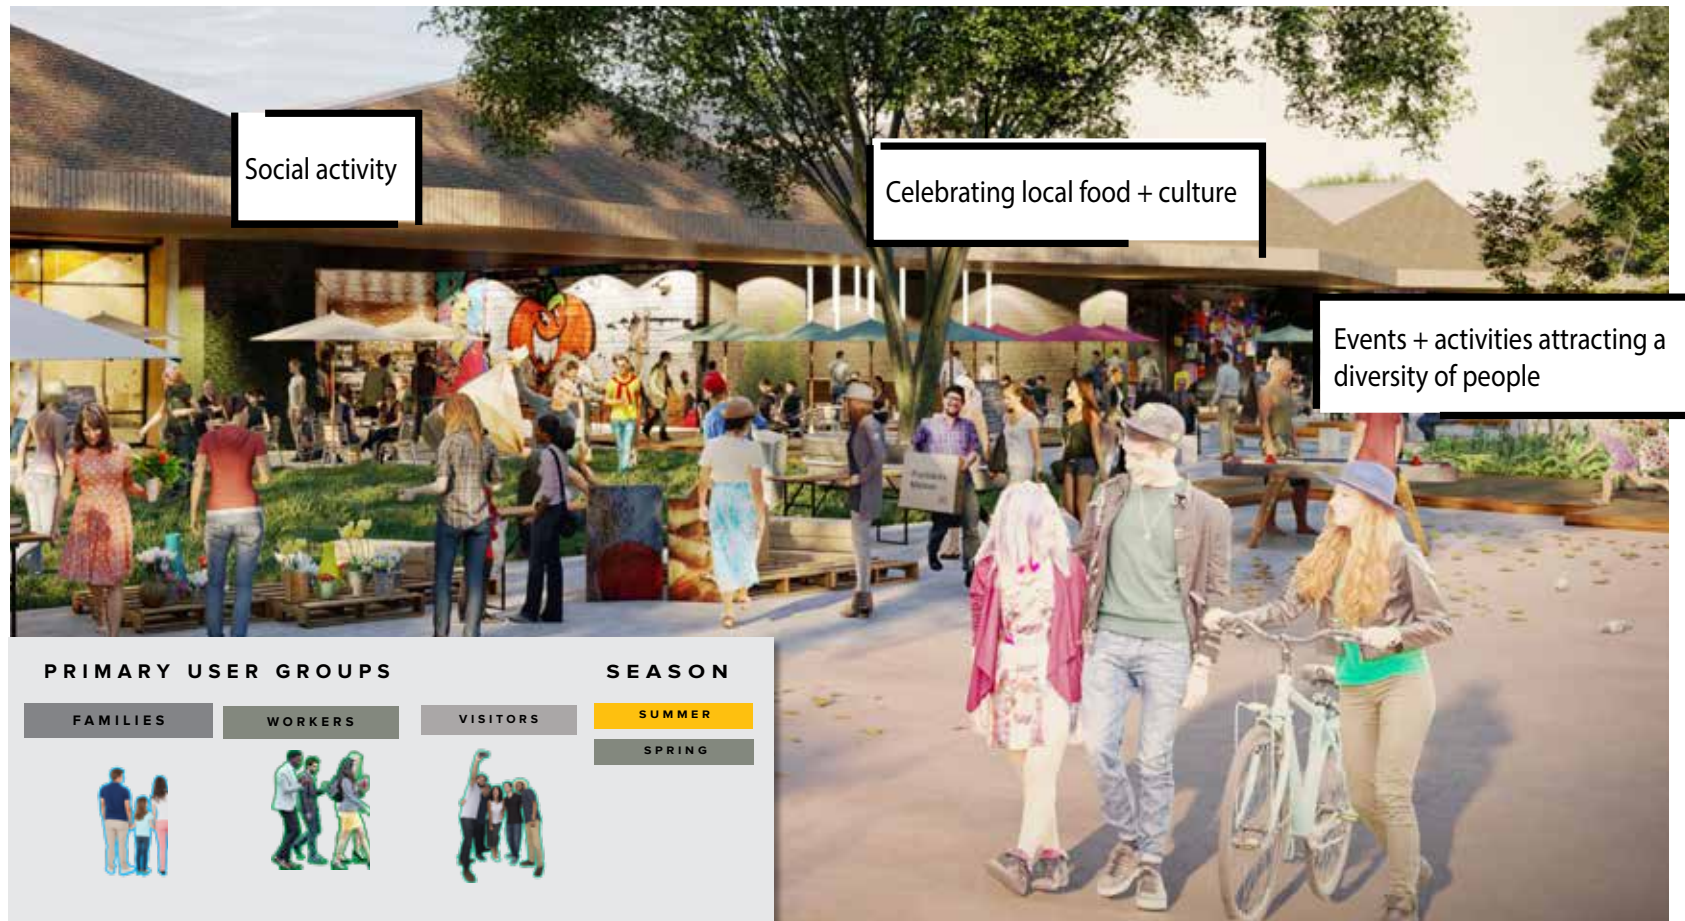 Social activity
Celebrating local food + culture
Events + activities attracting a
diversity of people
PRIMARY USER GROUPS
SEASON
FAMILIES
WORKERS
VISITORS
SUMMER
SPRING